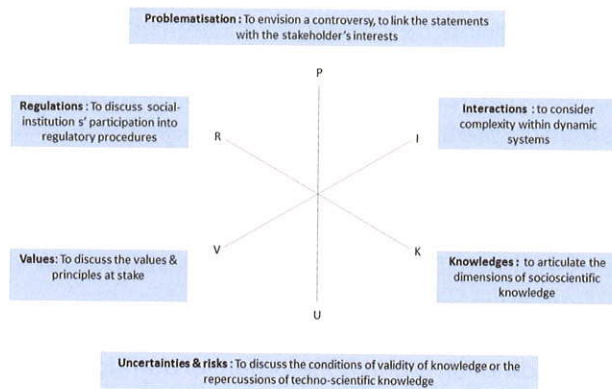 Problematisation : To envision a controversy, to link the statements
with the stakeholder's interests
P
Regulations : To discuss social-
institution s' participation into
regulatory procedures
Interactions : to consider
complexity within dynamic
systems
R
I
Values: To discuss the values &
principles at stake
V
K
Knowledges : to articulate the
dimensions of socioscientific
knowledge
U
Uncertainties & risks : To discuss the conditions of validity of knowledge or the
repercussions of techno-scientific knowledge